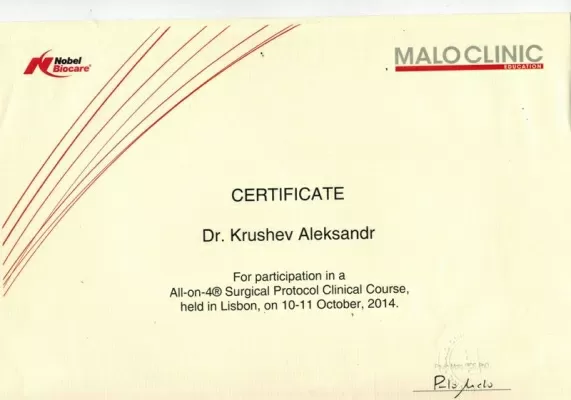 Nobel
Biocare®
MALO CLINIC
EDUCATION
CERTIFICATE
Dr. Krushev Aleksandr
For participation in a
All-on-4® Surgical Protocol Clinical Course,
held in Lisbon, on 10-11 October, 2014.